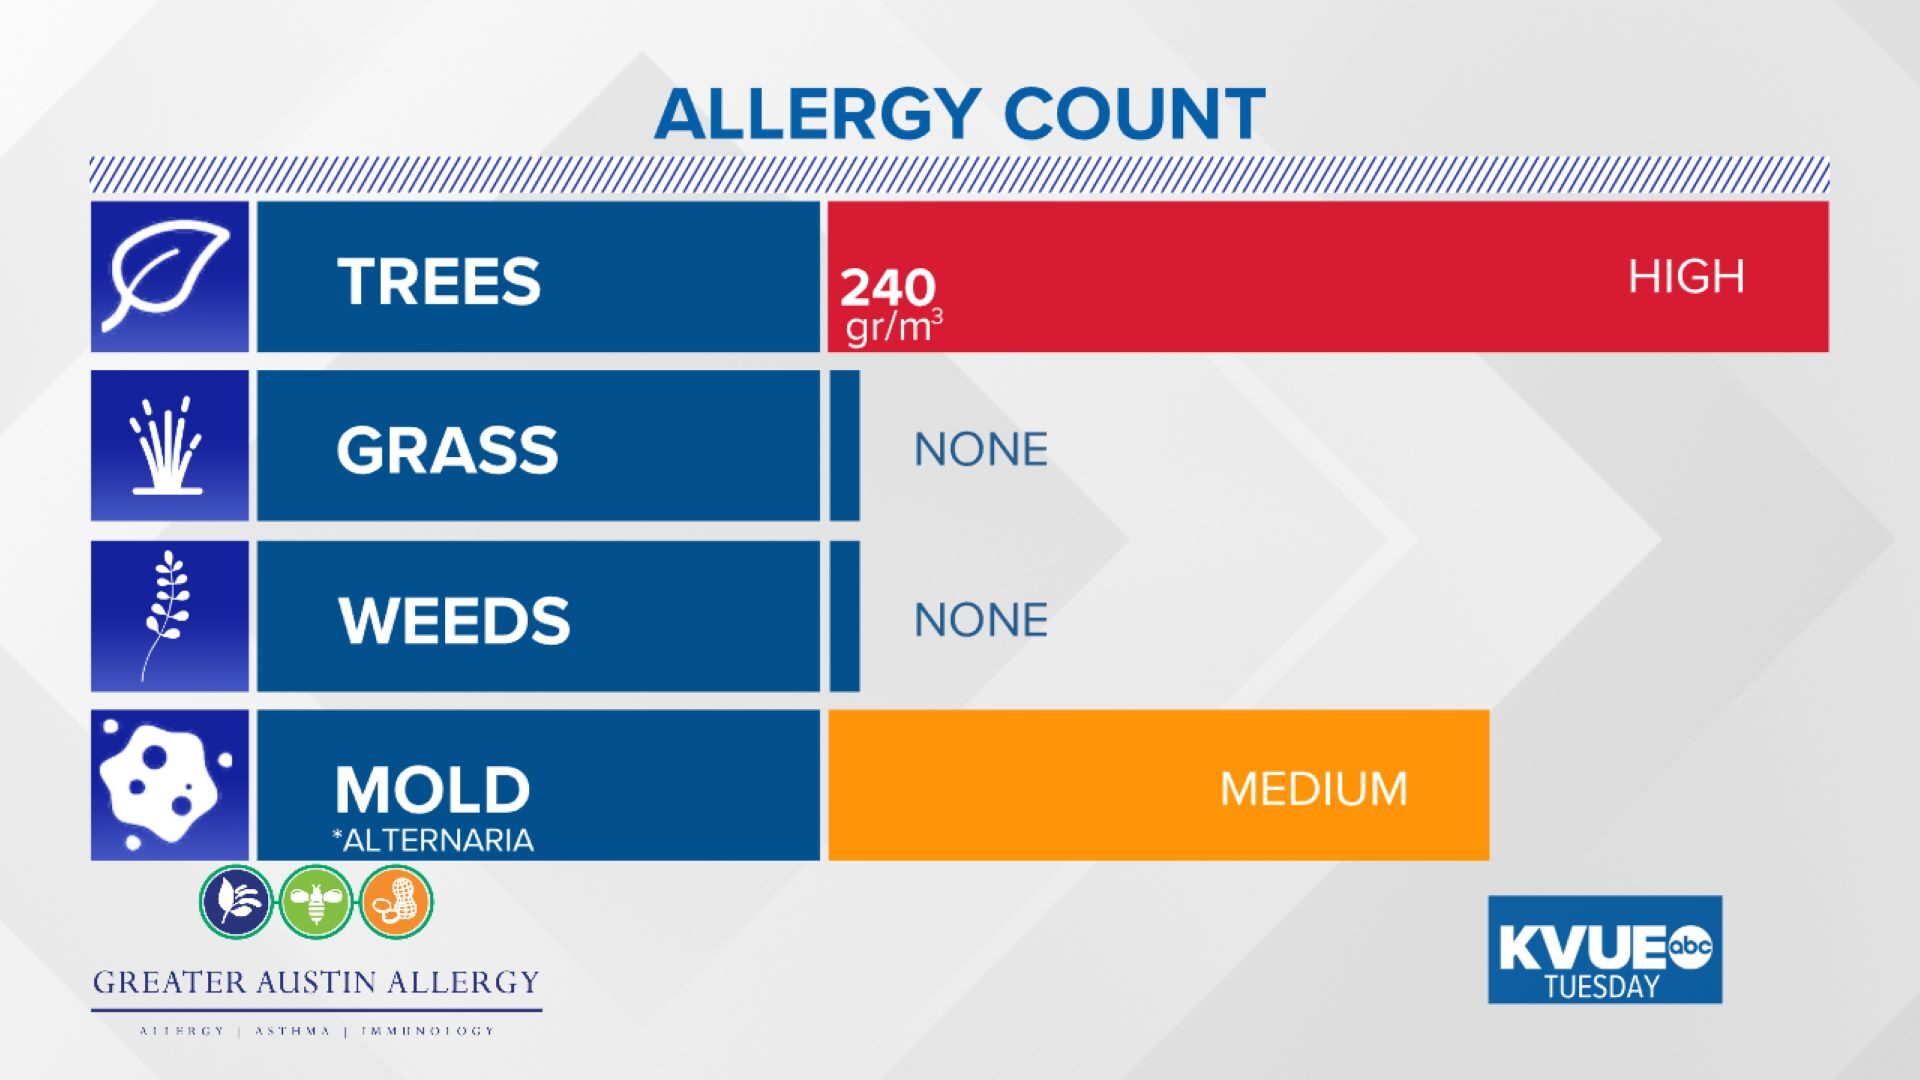 ALLERGY COUNT
TREES
240
gr/m³
HIGH
GRASS
NONE
WEEDS
NONE
MOLD
*ALTERNARIA
MEDIUM
GREATER AUSTIN ALLERGY
ALLERGY | ASTHMA | IMMUNOLOGY
KVUE abc
TUESDAY